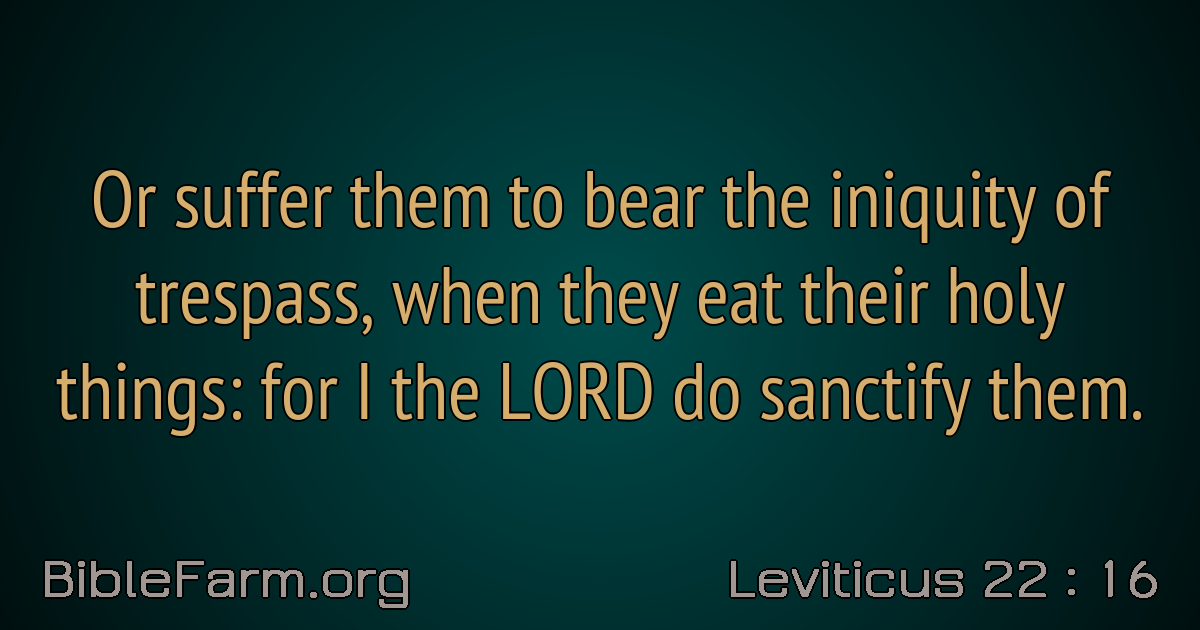 Or suffer them to bear the iniquity of
trespass, when they eat their holy
things: for I the LORD do sanctify them.
BibleFarm.org
Leviticus 22 : 16